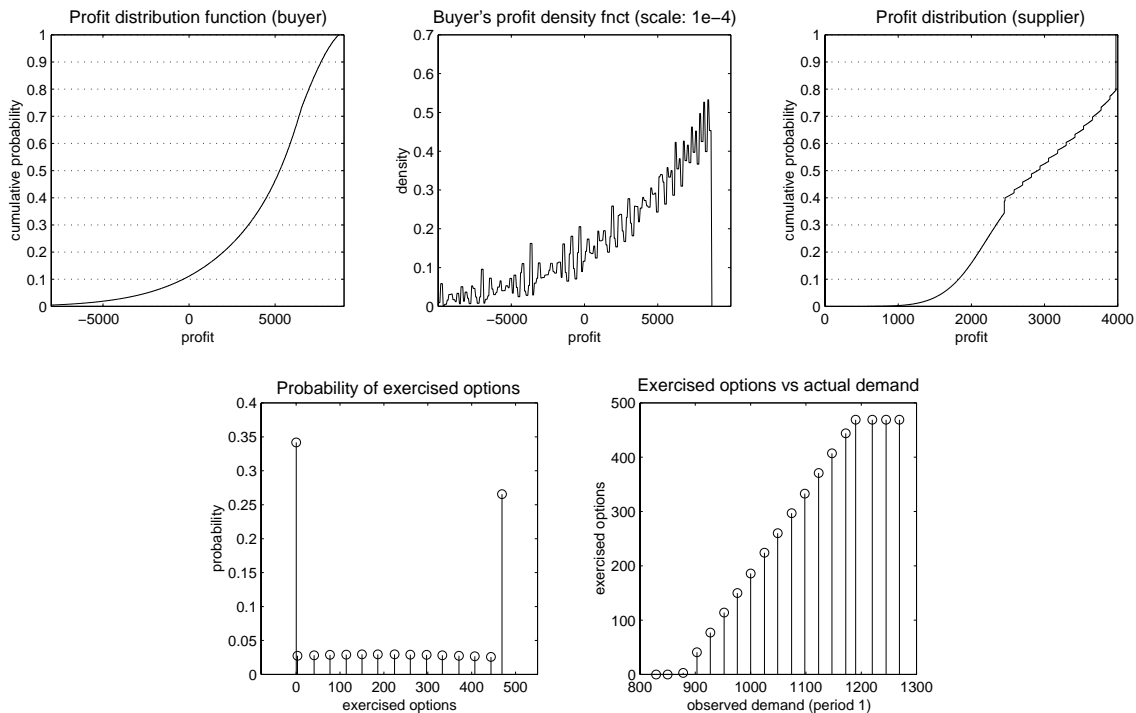 Profit distribution function (buyer)
1
0.9
0.8
0.7
0.6
0.5
0.4
0.3
0.2
0.1
0
cumulative probability
−5000 0 5000
profit
Buyer's profit density fnct (scale: 1e−4)
0.7
0.6
0.5
0.4
0.3
0.2
0.1
0
density
−5000 0 5000
profit
Profit distribution (supplier)
1
0.9
0.8
0.7
0.6
0.5
0.4
0.3
0.2
0.1
0
cumulative probability
0 1000 2000 3000 4000
profit
Probability of exercised options
0.4
0.35
0.3
0.25
0.2
0.15
0.1
0.05
0
probability
0 100 200 300 400 500
exercised options
Exercised options vs actual demand
500
400
300
200
100
0
exercised options
800 900 1000 1100 1200 1300
observed demand (period 1)